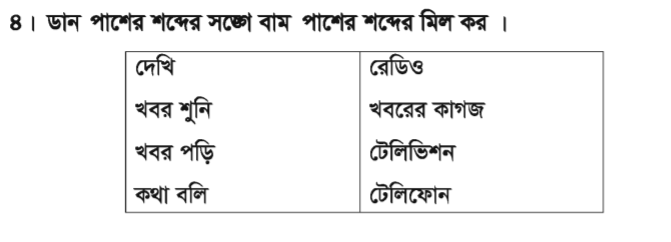 ৪। ডান পাশের শব্দের সঙ্গে বাম পাশের শব্দের মিল কর ।
দেখি রেডিও
খবর শুনি খবরের কাগজ
খবর পড়ি টেলিভিশন
কথা বলি টেলিফোন